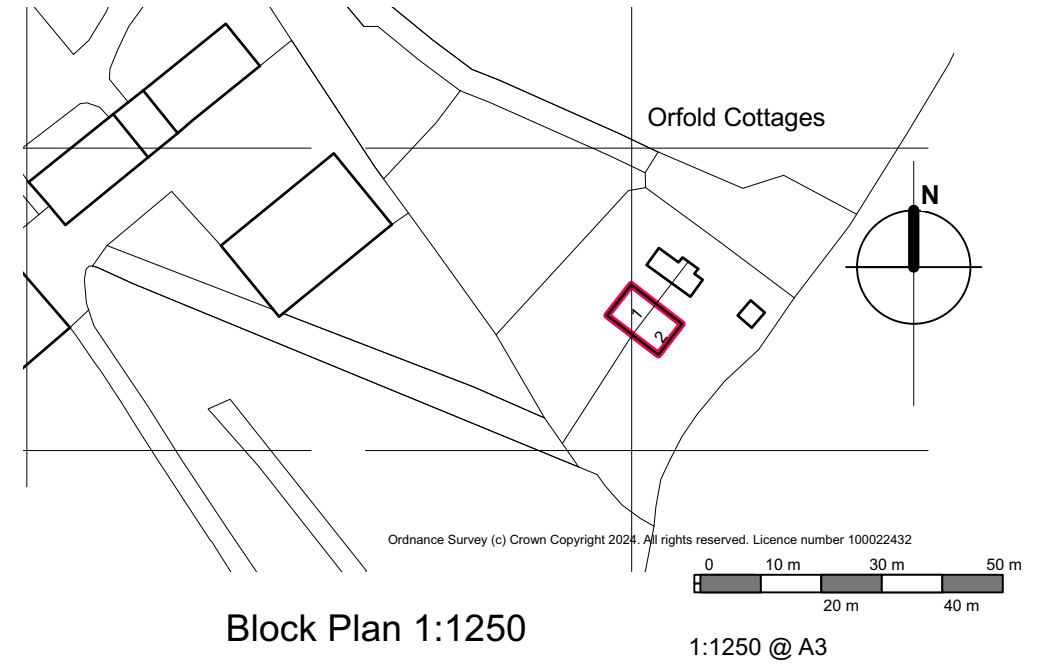 Orfold Cottages
N
1
2
Ordnance Survey (c) Crown Copyright 2024. All rights reserved. Licence number 100022432
0 10 m 30 m 50 m
20 m 40 m
Block Plan 1:1250
1:1250 @ A3